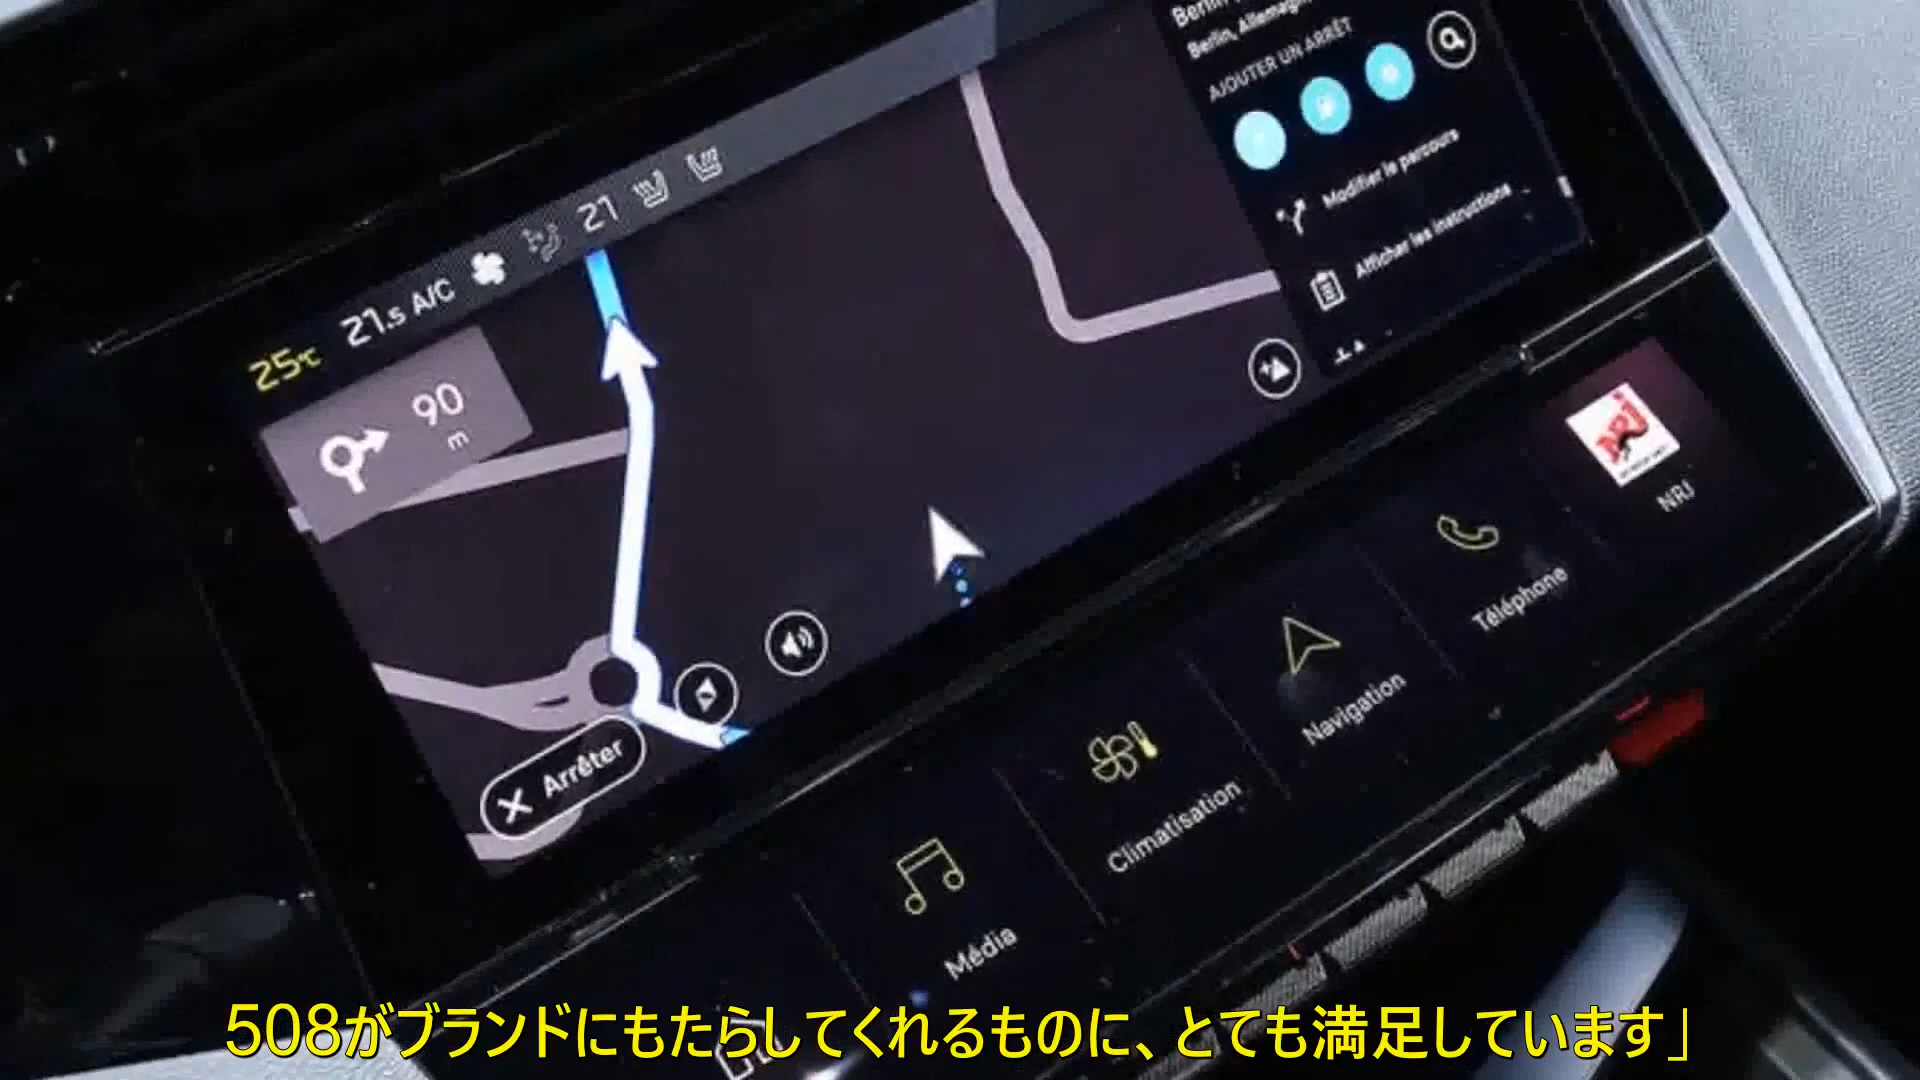 Berlin
Berlin, Allemagne
AJOUTER UN ARRÊT
Modifier le parcours
Afficher les instructions
25℃ 21.5 A/C 21
90
m
Arrêter
NRJ
NRJ
Téléphone
Navigation
Climatisation
Média
508がブランドにもたらしてくれるものに、とても満足しています」